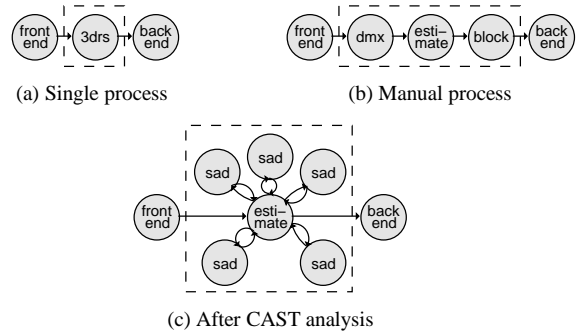 front end
3drs
back end
(a) Single process
front end
dmx
esti-
mate
block
back end
(b) Manual process
sad
sad
sad
front end
esti-
mate
back end
sad
sad
(c) After CAST analysis